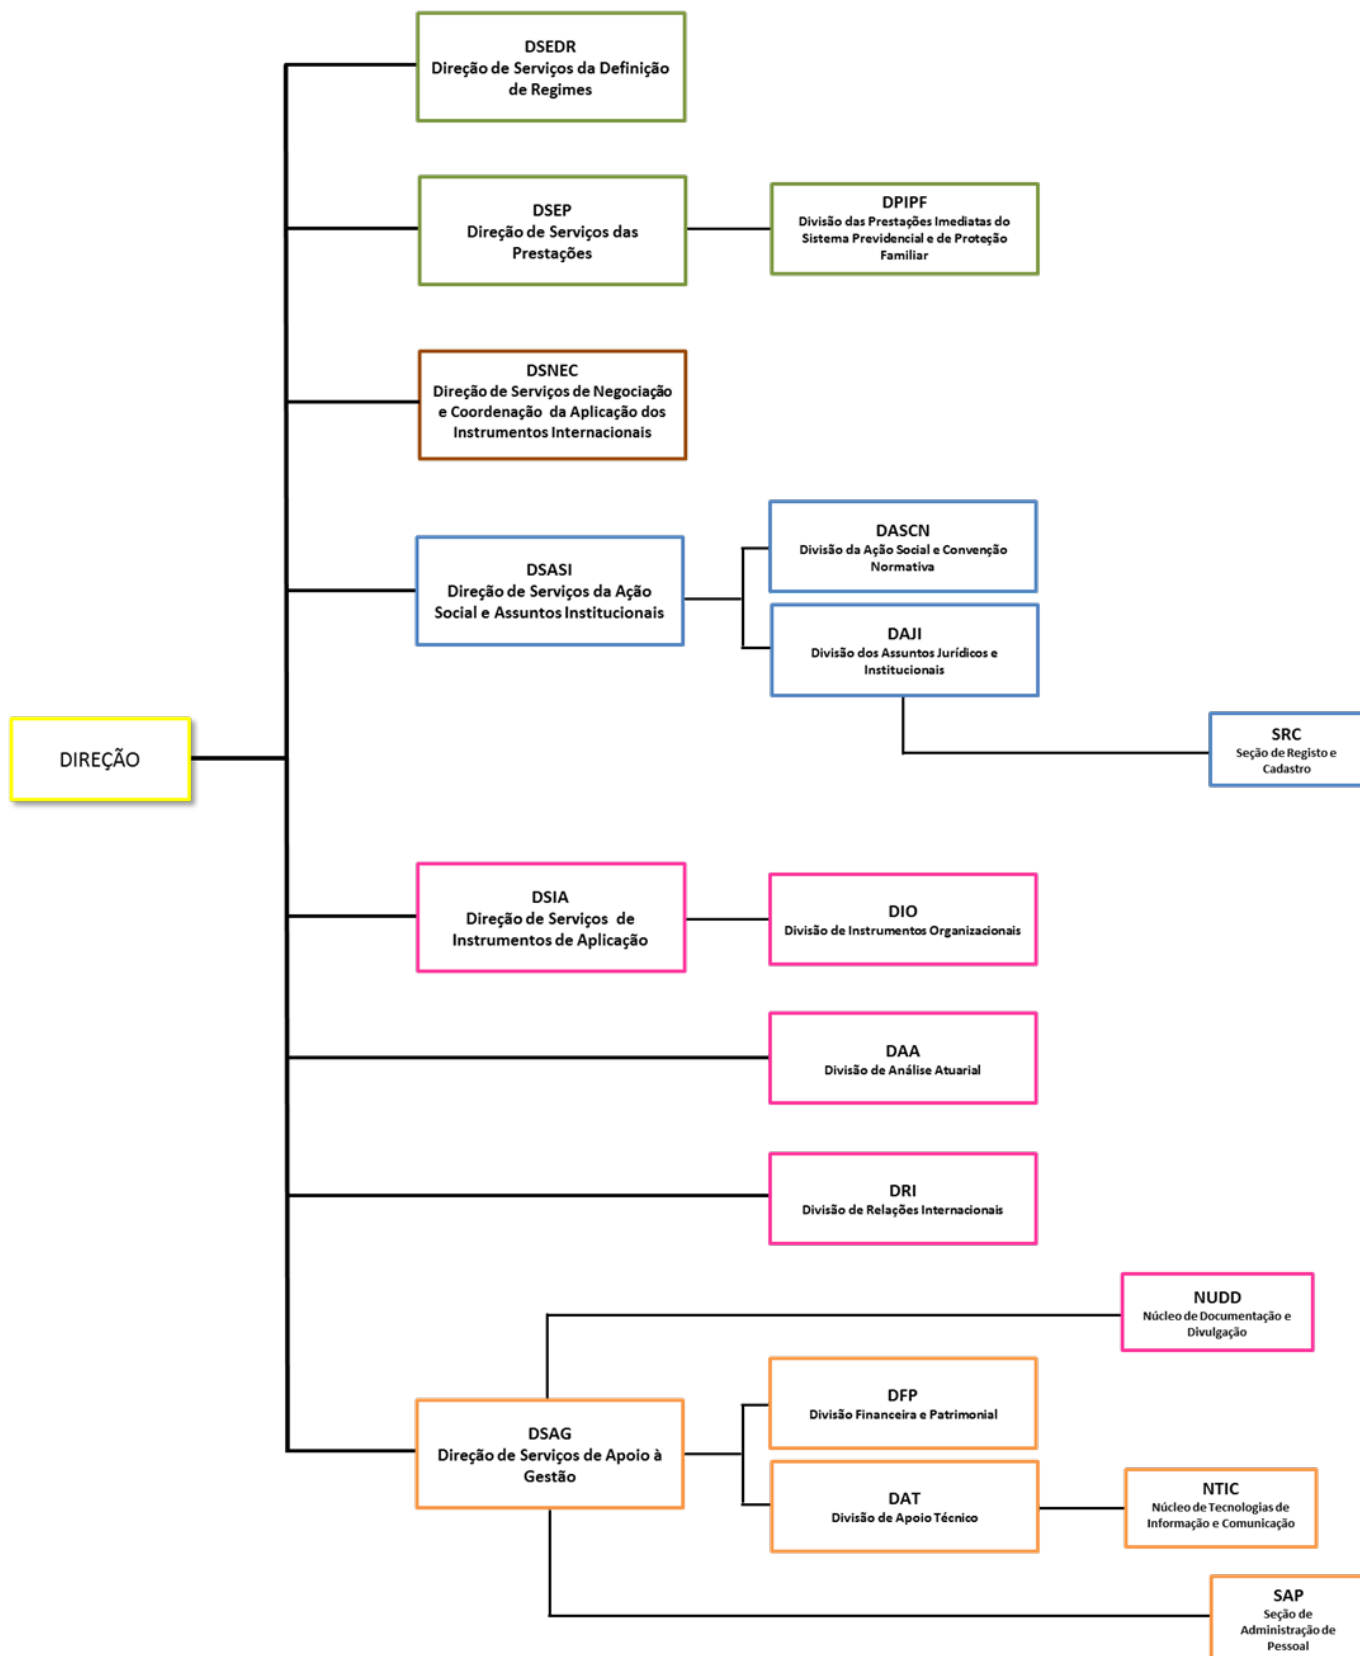 DSEDR
Direção de Serviços da Definição
de Regimes
DSEP
Direção de Serviços das
Prestações
DPIPF
Divisão das Prestações Imediatas do
Sistema Previdencial e de Proteção
Familiar
DSNEC
Direção de Serviços de Negociação
e Coordenação da Aplicação dos
Instrumentos Internacionais
DSASI
Direção de Serviços da Ação
Social e Assuntos Institucionais
DASCN
Divisão da Ação Social e Convenção
Normativa
DAJI
Divisão dos Assuntos Jurídicos e
Institucionais
SRC
Seção de Registo e
Cadastro
DIREÇÃO
DSIA
Direção de Serviços de
Instrumentos de Aplicação
DIO
Divisão de Instrumentos Organizacionais
DAA
Divisão de Análise Atuarial
DRI
Divisão de Relações Internacionais
NUDD
Núcleo de Documentação e
Divulgação
DSAG
Direção de Serviços de Apoio à
Gestão
DFP
Divisão Financeira e Patrimonial
DAT
Divisão de Apoio Técnico
NTIC
Núcleo de Tecnologias de
Informação e Comunicação
SAP
Seção de
Administração de
Pessoal